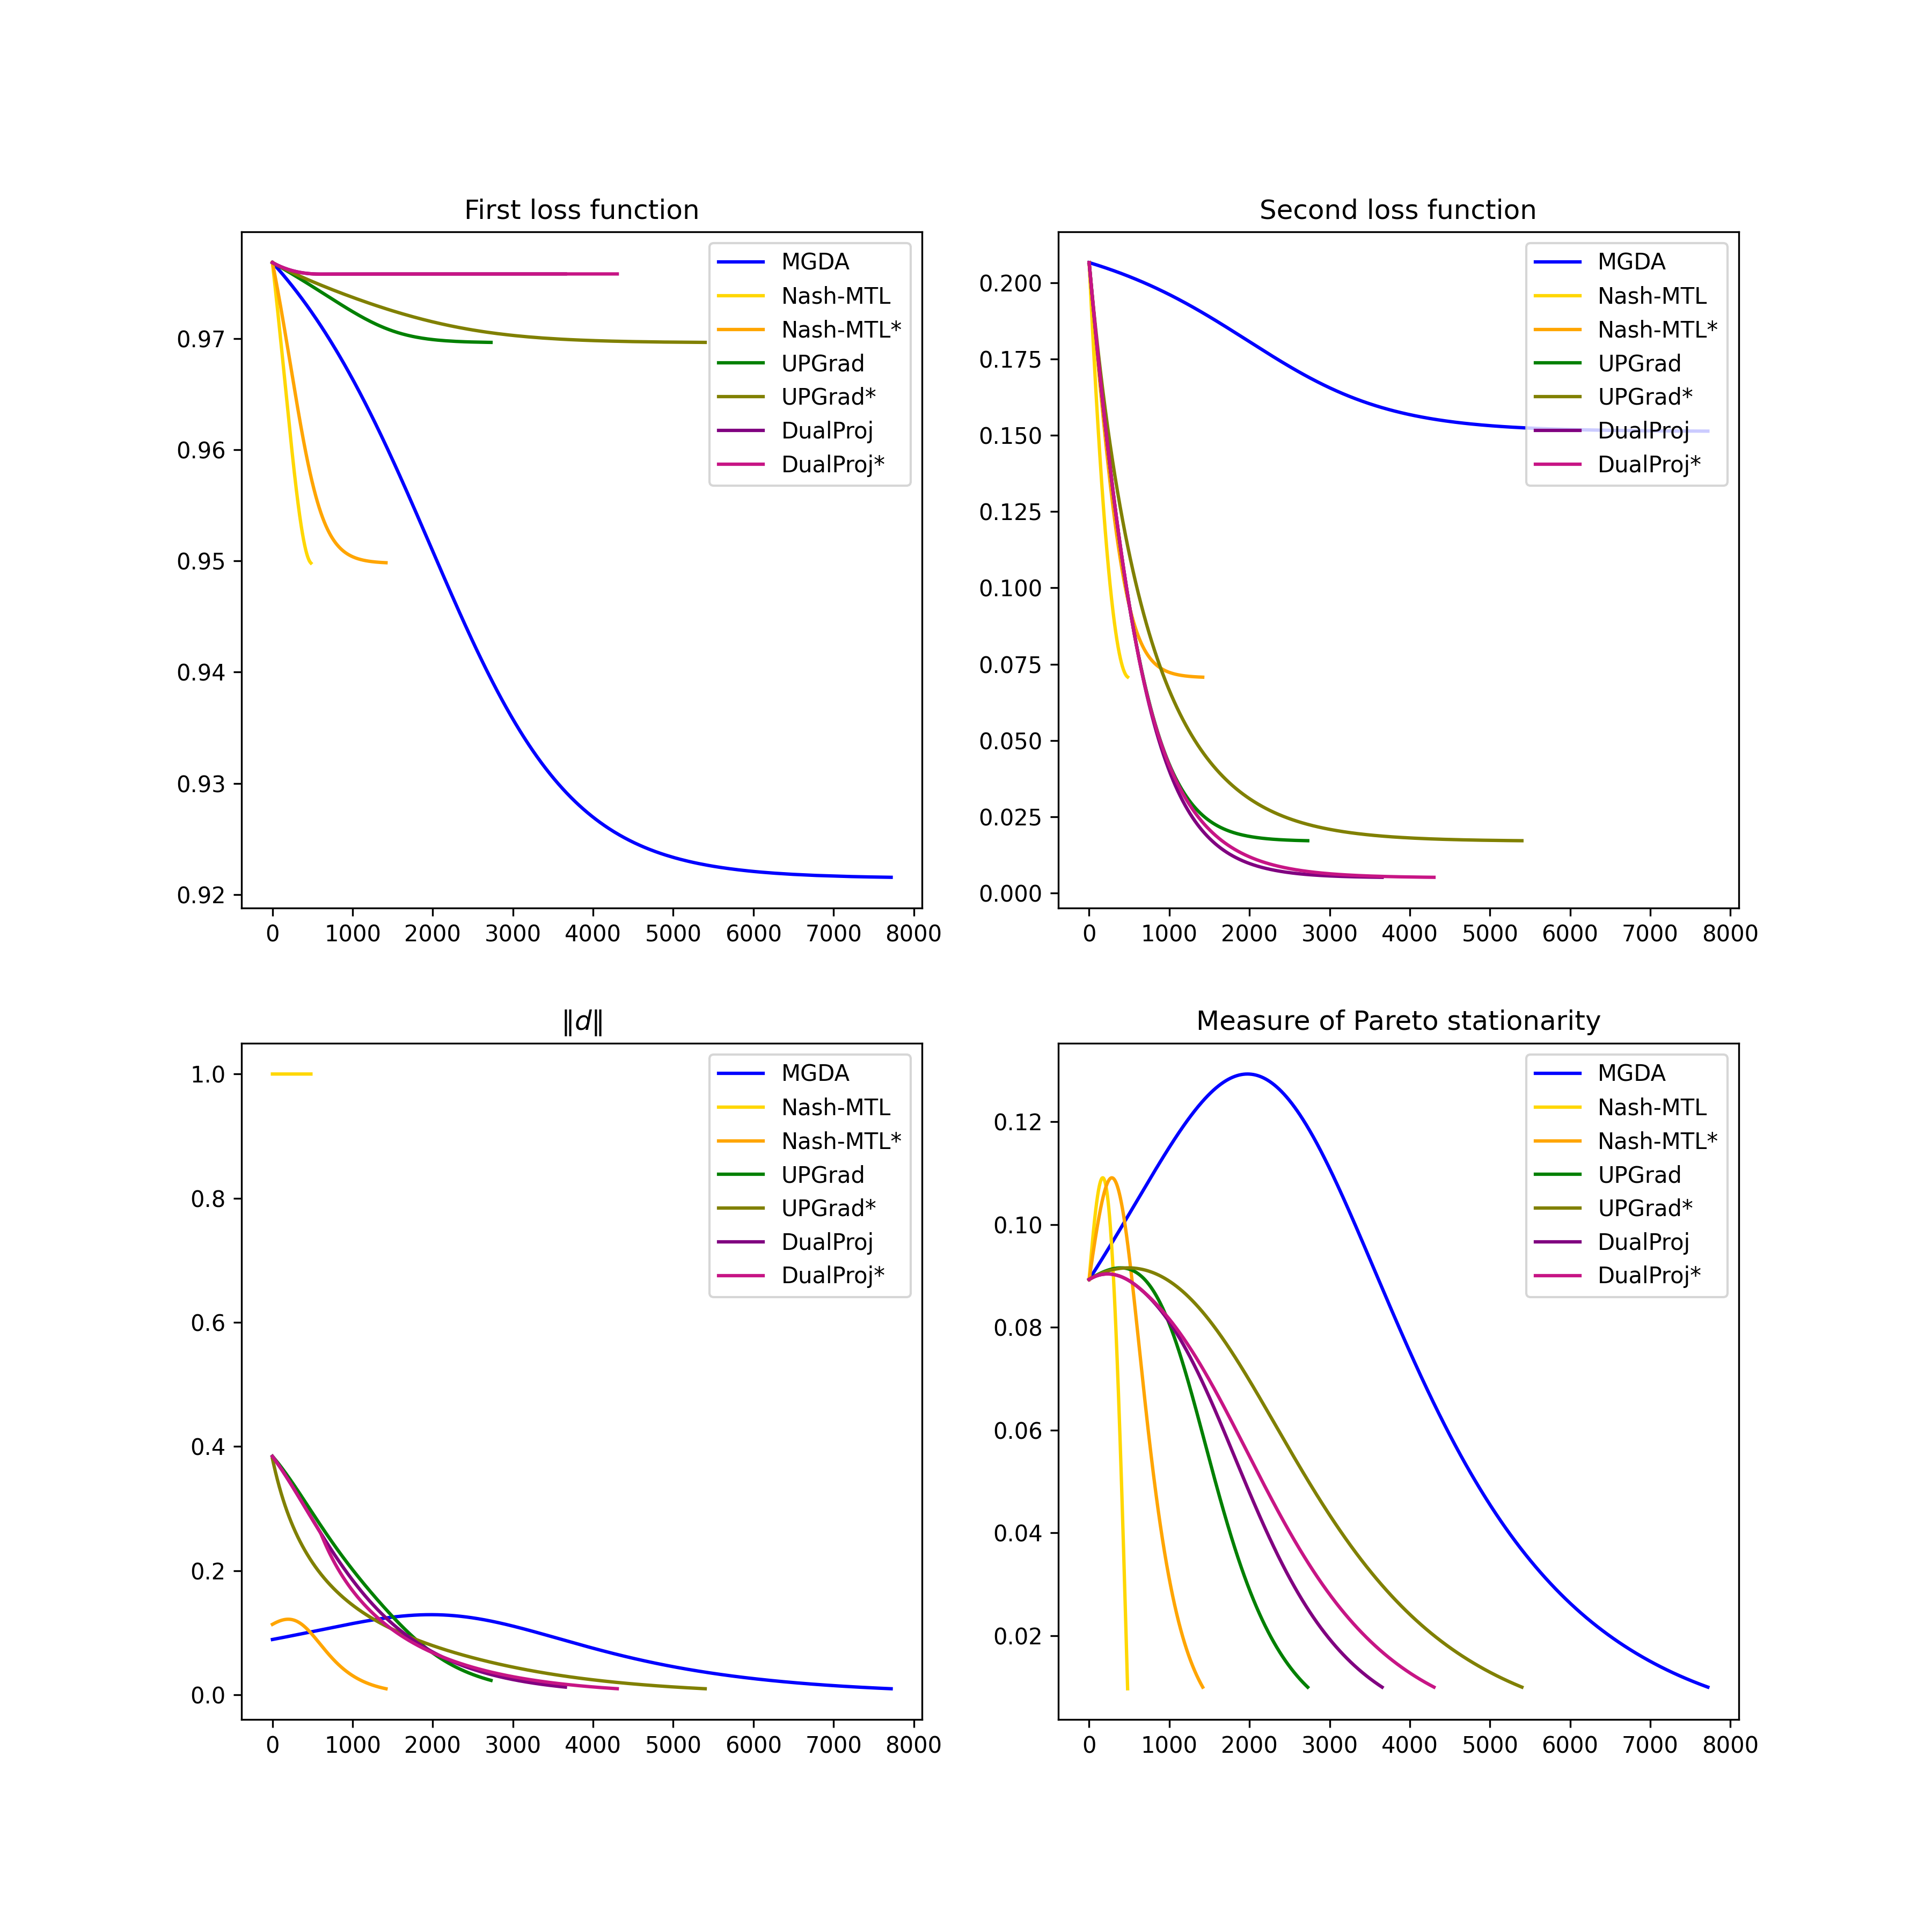 First loss function
0.97
0.96
0.95
0.94
0.93
0.92
0 1000 2000 3000 4000 5000 6000 7000 8000
MGDA
Nash-MTL
Nash-MTL*
UPGrad
UPGrad*
DualProj
DualProj*
Second loss function
0.200
0.175
0.150
0.125
0.100
0.075
0.050
0.025
0.000
0 1000 2000 3000 4000 5000 6000 7000 8000
MGDA
Nash-MTL
Nash-MTL*
UPGrad
UPGrad*
DualProj
DualProj*
‖d‖
1.0
0.8
0.6
0.4
0.2
0.0
0 1000 2000 3000 4000 5000 6000 7000 8000
MGDA
Nash-MTL
Nash-MTL*
UPGrad
UPGrad*
DualProj
DualProj*
Measure of Pareto stationarity
0.12
0.10
0.08
0.06
0.04
0.02
0 1000 2000 3000 4000 5000 6000 7000 8000
MGDA
Nash-MTL
Nash-MTL*
UPGrad
UPGrad*
DualProj
DualProj*